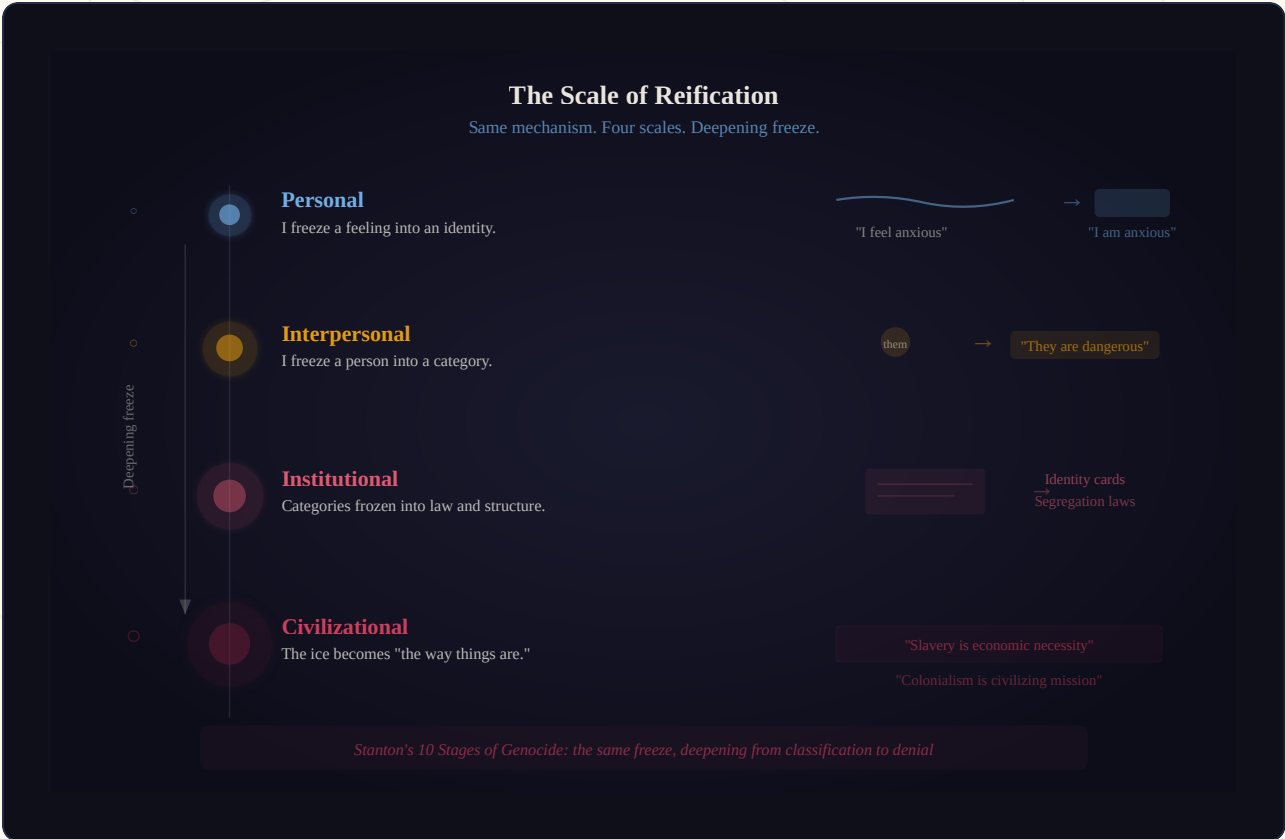 The Scale of Reification
Same mechanism. Four scales. Deepening freeze.
Personal
I freeze a feeling into an identity.
→
"I feel anxious"
"I am anxious"
Interpersonal
I freeze a person into a category.
them
→
"They are dangerous"
Deepening freeze
Institutional
Categories frozen into law and structure.
→
Identity cards
Segregation laws
Civilizational
The ice becomes "the way things are."
"Slavery is economic necessity"
"Colonialism is civilizing mission"
Stanton's 10 Stages of Genocide: the same freeze, deepening from classification to denial